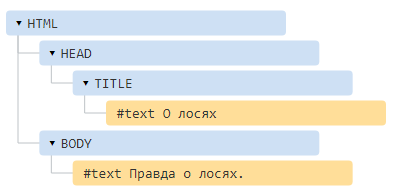 HTML
HEAD
TITLE
#text О лосях
BODY
#text Правда о лосях.